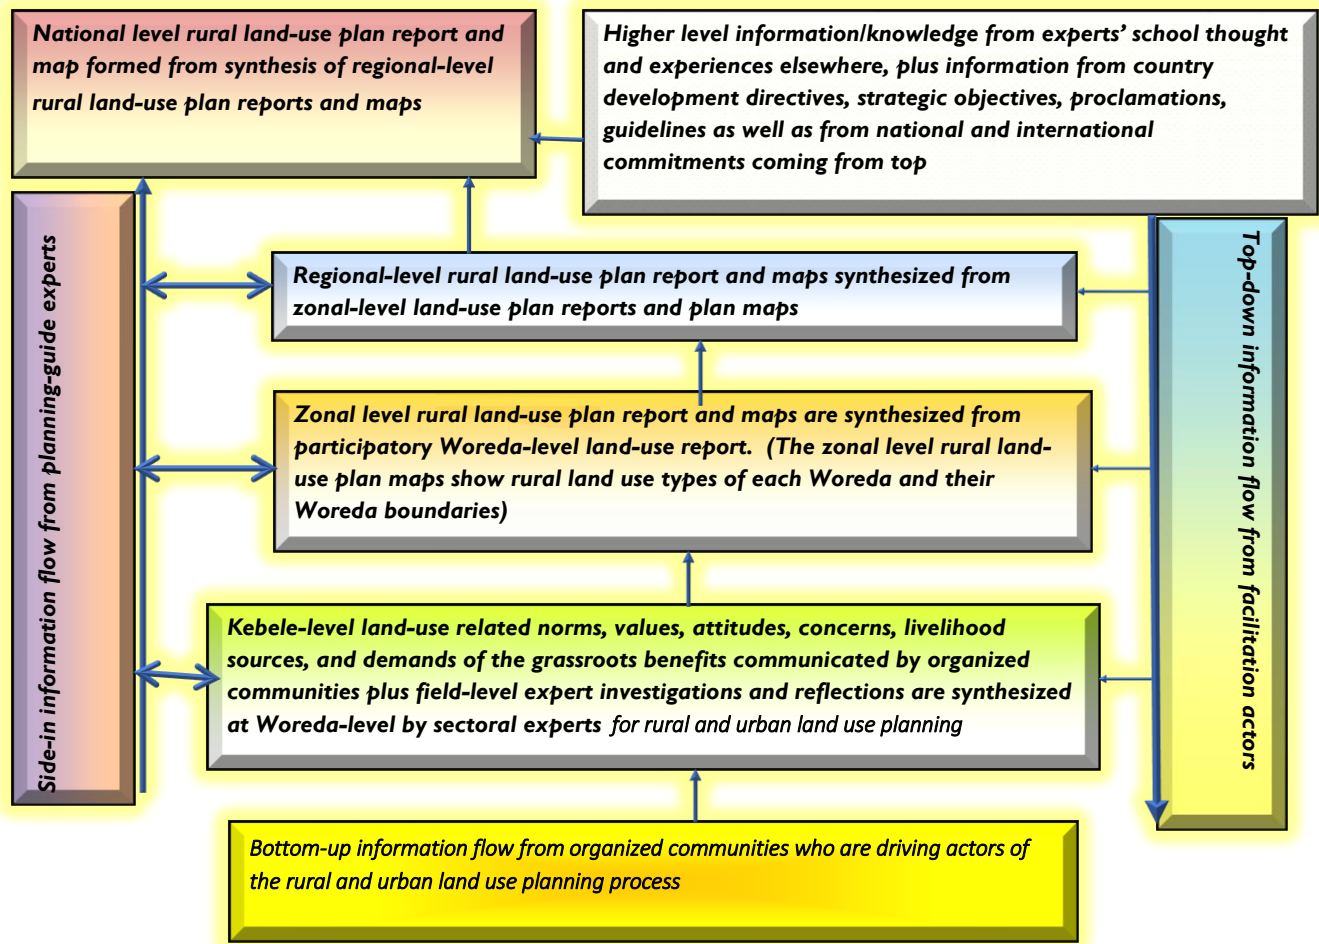 National level rural land-use plan report and
map formed from synthesis of regional-level
rural land-use plan reports and maps
Higher level information/knowledge from experts’ school thought
and experiences elsewhere, plus information from country
development directives, strategic objectives, proclamations,
guidelines as well as from national and international
commitments coming from top
Side-in information flow from planning-guide experts
Top-down information flow from facilitation actors
Regional-level rural land-use plan report and maps synthesized from
zonal-level land-use plan reports and plan maps
Zonal level rural land-use plan report and maps are synthesized from
participatory Woreda-level land-use report. (The zonal level rural land-
use plan maps show rural land use types of each Woreda and their
Woreda boundaries)
Kebele-level land-use related norms, values, attitudes, concerns, livelihood
sources, and demands of the grassroots benefits communicated by organized
communities plus field-level expert investigations and reflections are synthesized
at Woreda-level by sectoral experts for rural and urban land use planning
Bottom-up information flow from organized communities who are driving actors of
the rural and urban land use planning process